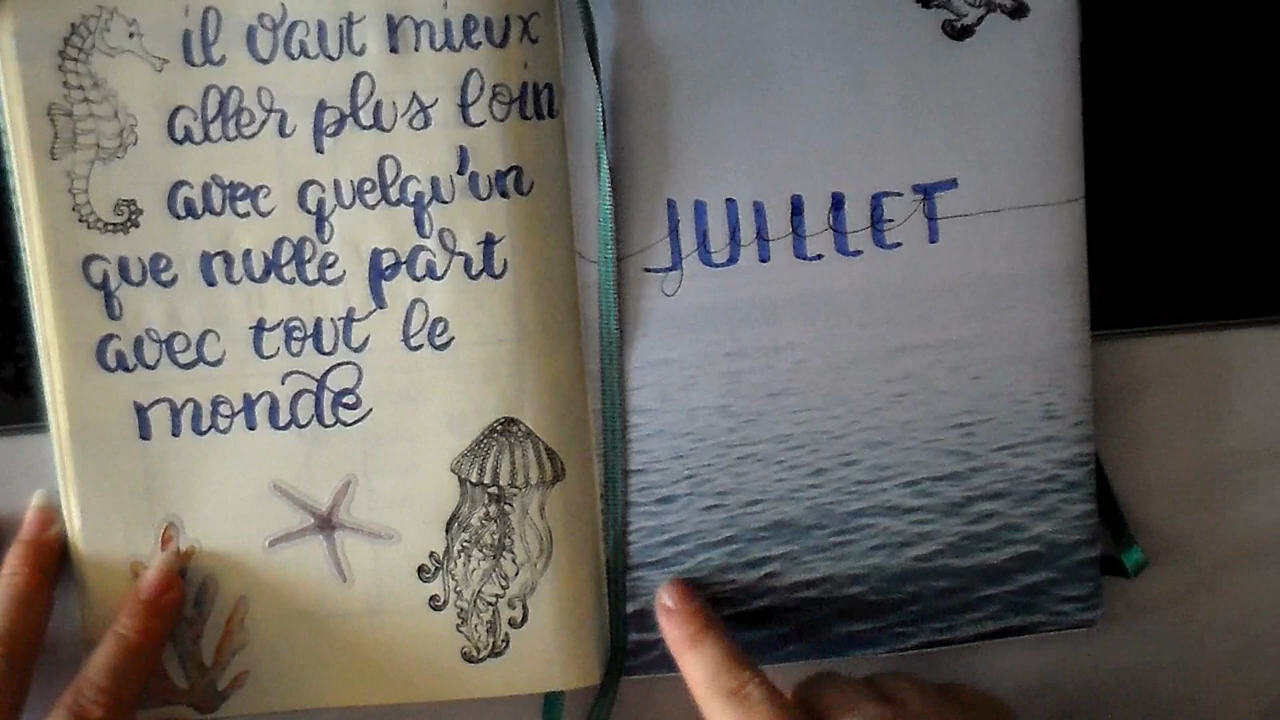 il vaut mieux
aller plus loin
avec quelqu'un
que nulle part
avec tout le
monde
JUILLET